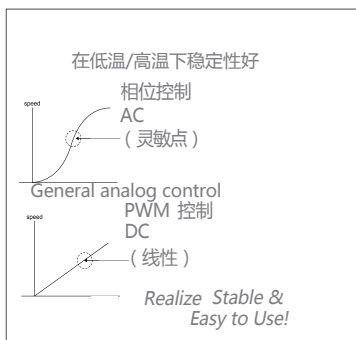 在低温/高温下稳定性好
相位控制
speed
AC
(灵敏点)
General analog control
PWM 控制
speed
DC
(线性)
Realize Stable &
Easy to Use!